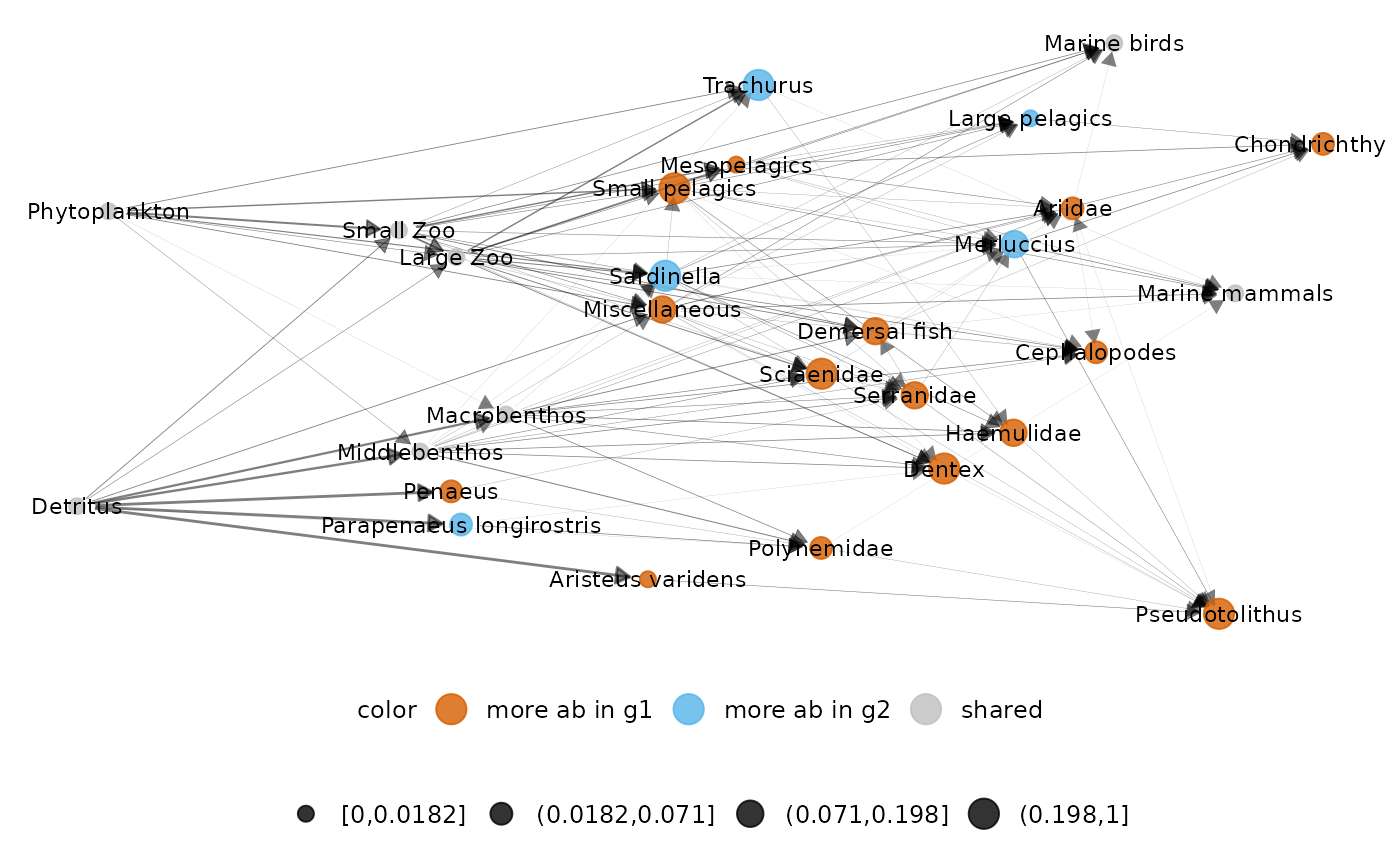 Marine birds
Trachurus
Large pelagics
Chondrichthy
Mesopelagics
Small pelagics
Phytoplankton
Ariidae
Small Zoo
Merluccius
Large Zoo
Sardinella
Marine mammals
Miscellaneous
Demersal fish
Cephalopodes
Sciaenidae
Serranidae
Macrobenthos
Haemulidae
Middlebenthos
Dentex
Penaeus
Detritus
Parapenaeus longirostris
Polynemidae
Aristeus varidens
Pseudotolithus
color more ab in g1 more ab in g2 shared
[0,0.0182] (0.0182,0.071] (0.071,0.198] (0.198,1]